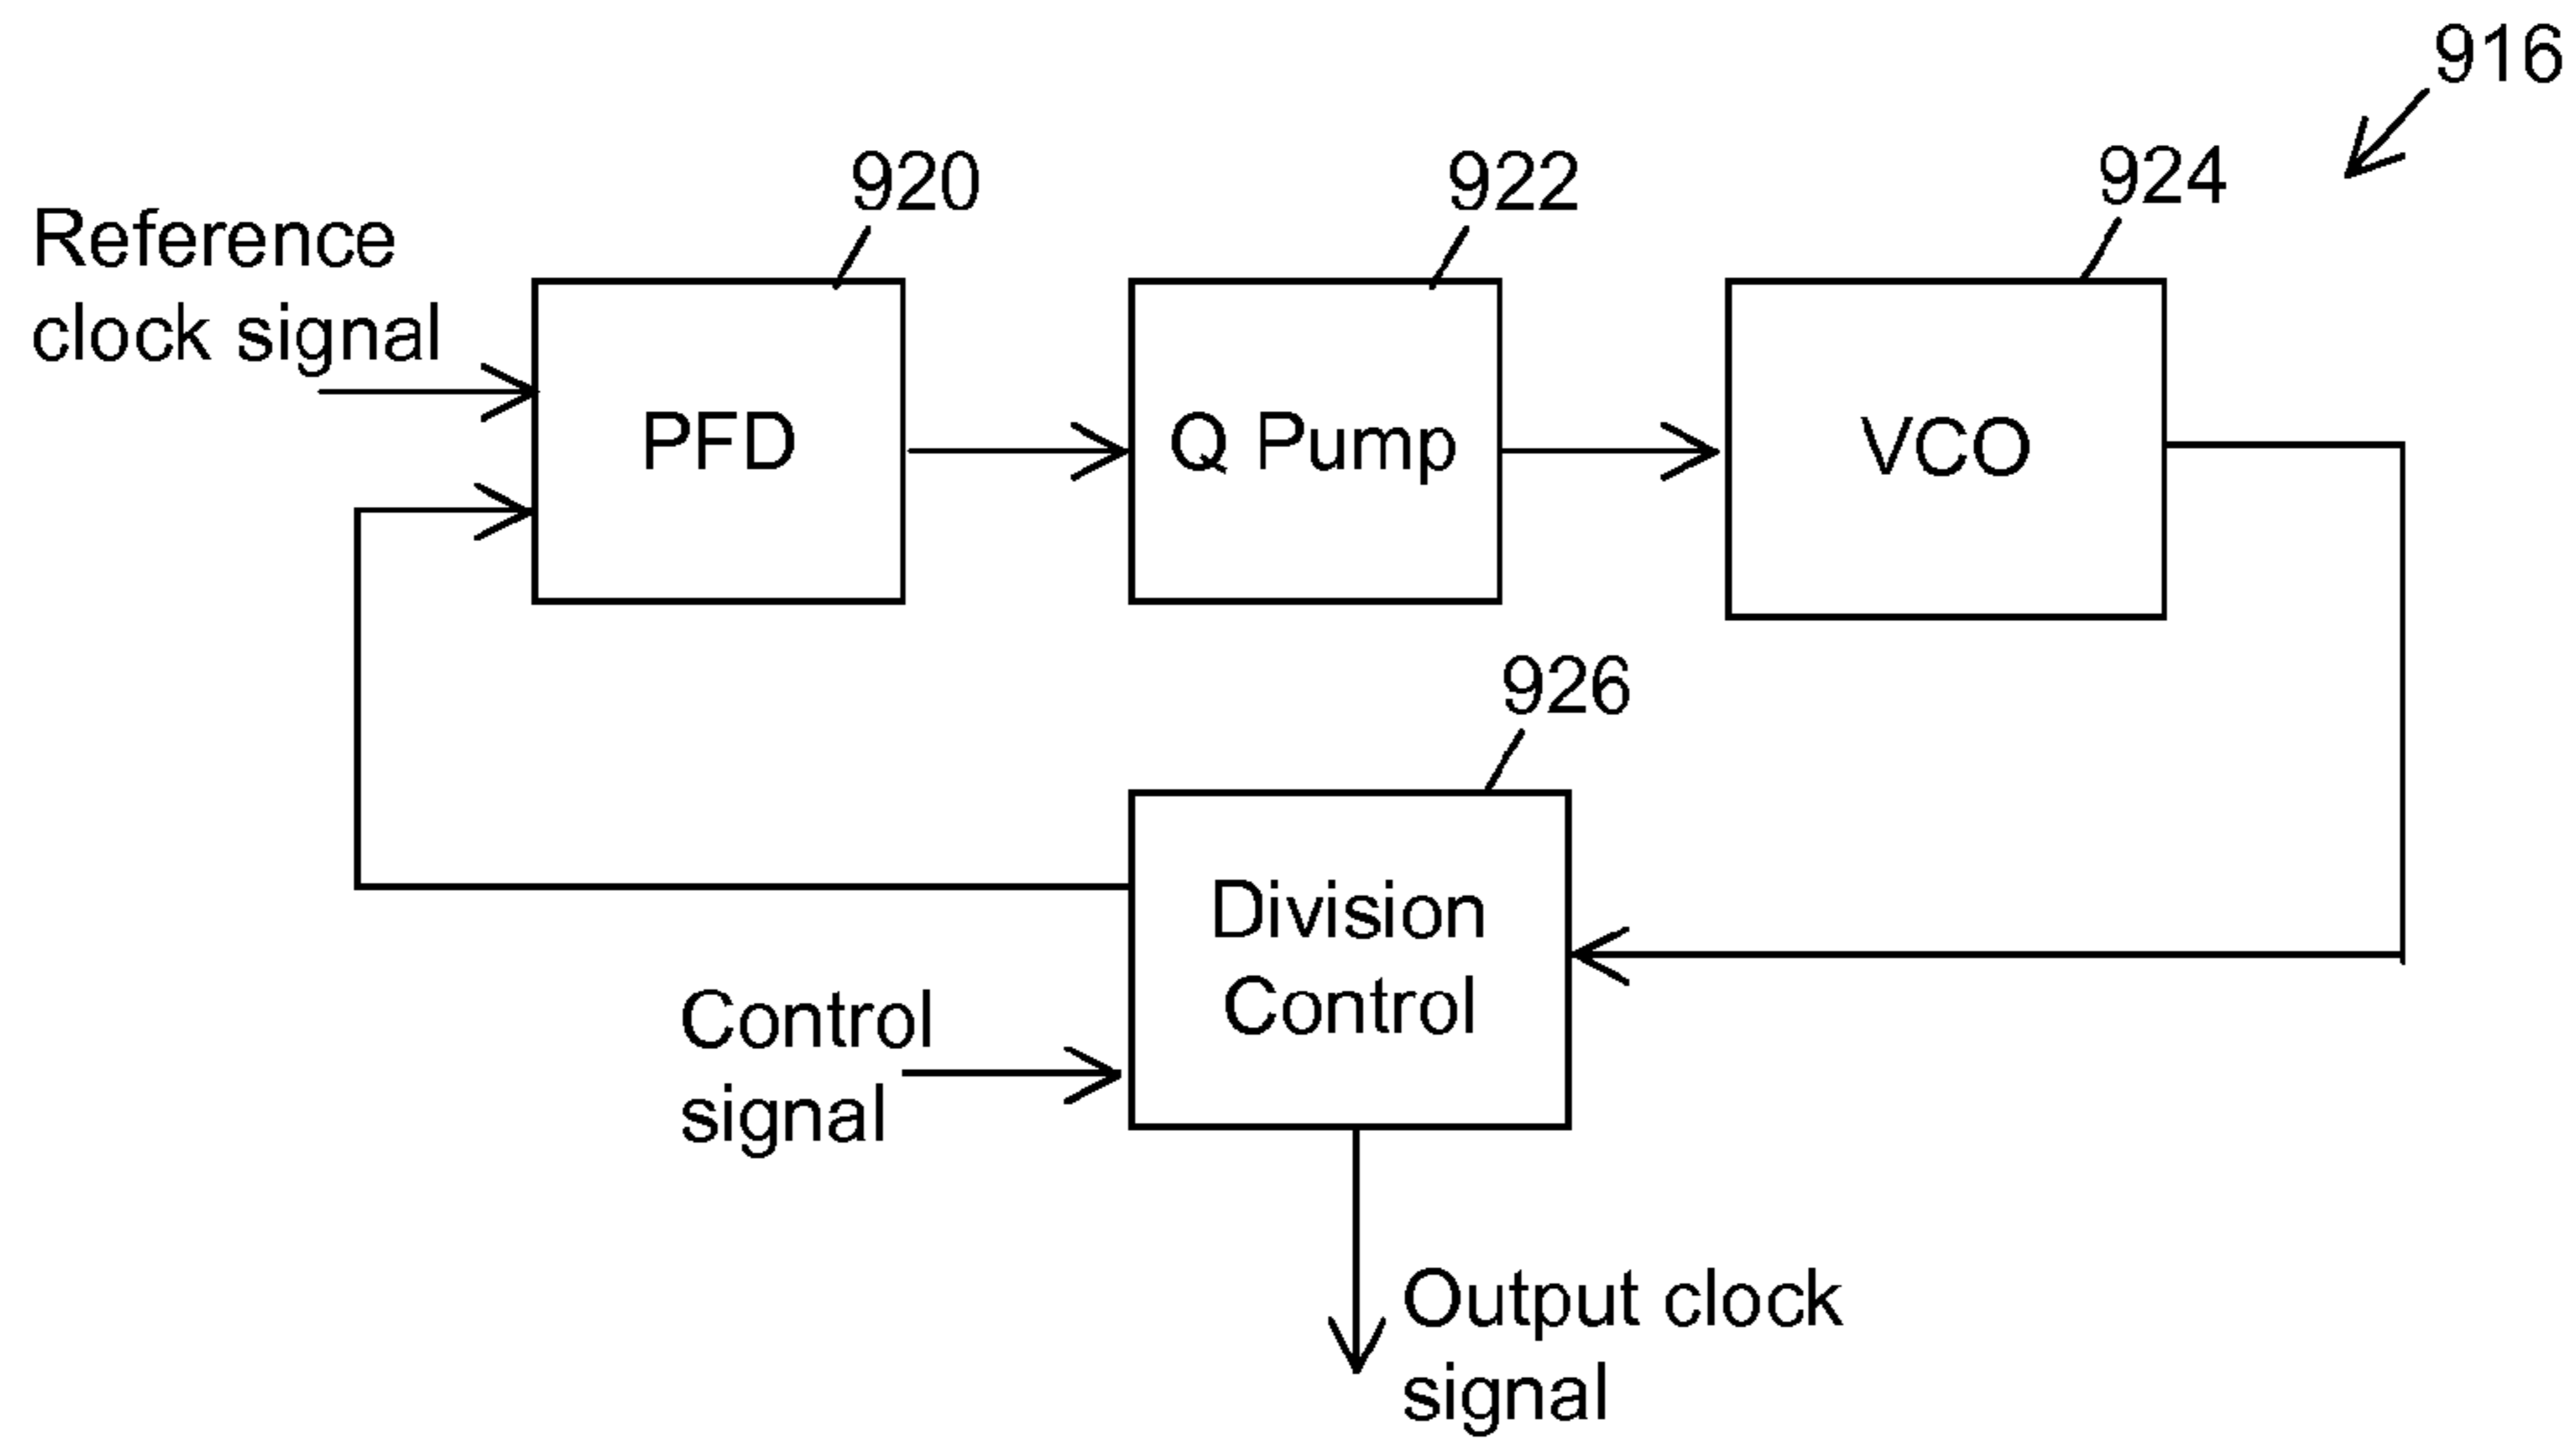 916
920
922
924
Reference
clock signal
PFD
Q Pump
VCO
926
Division
Control
Control
signal
Output clock
signal